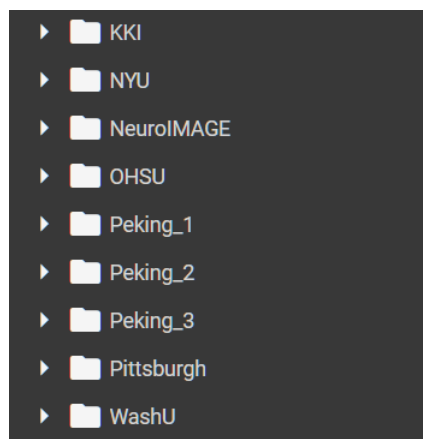 KKI
NYU
NeuroIMAGE
OHSU
Peking_1
Peking_2
Peking_3
Pittsburgh
WashU